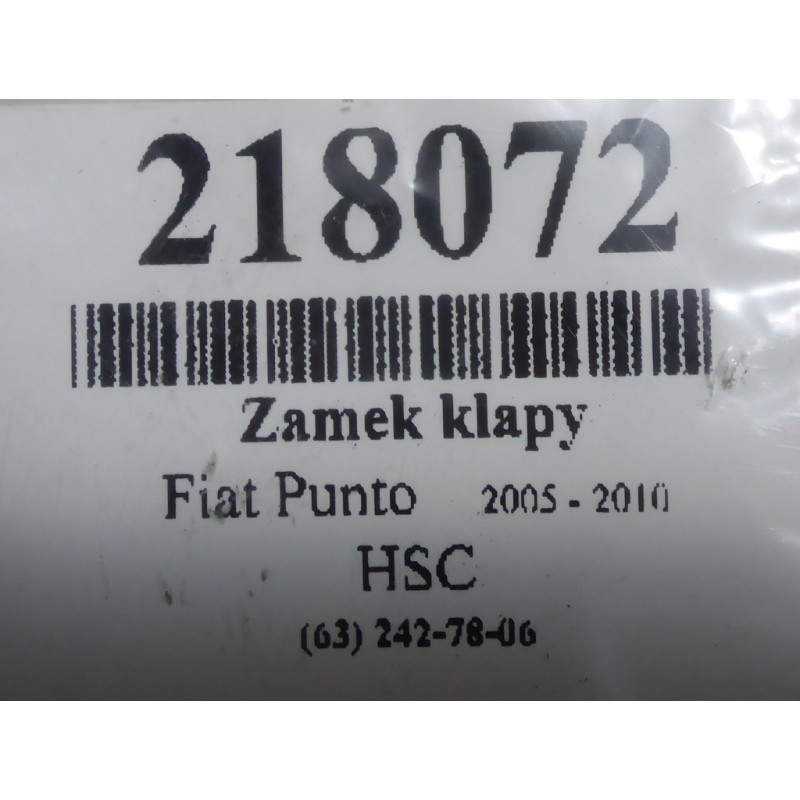 218072
Zamek klapy
Fiat Punto 2005 - 2010
HSC
(63) 242-78-06